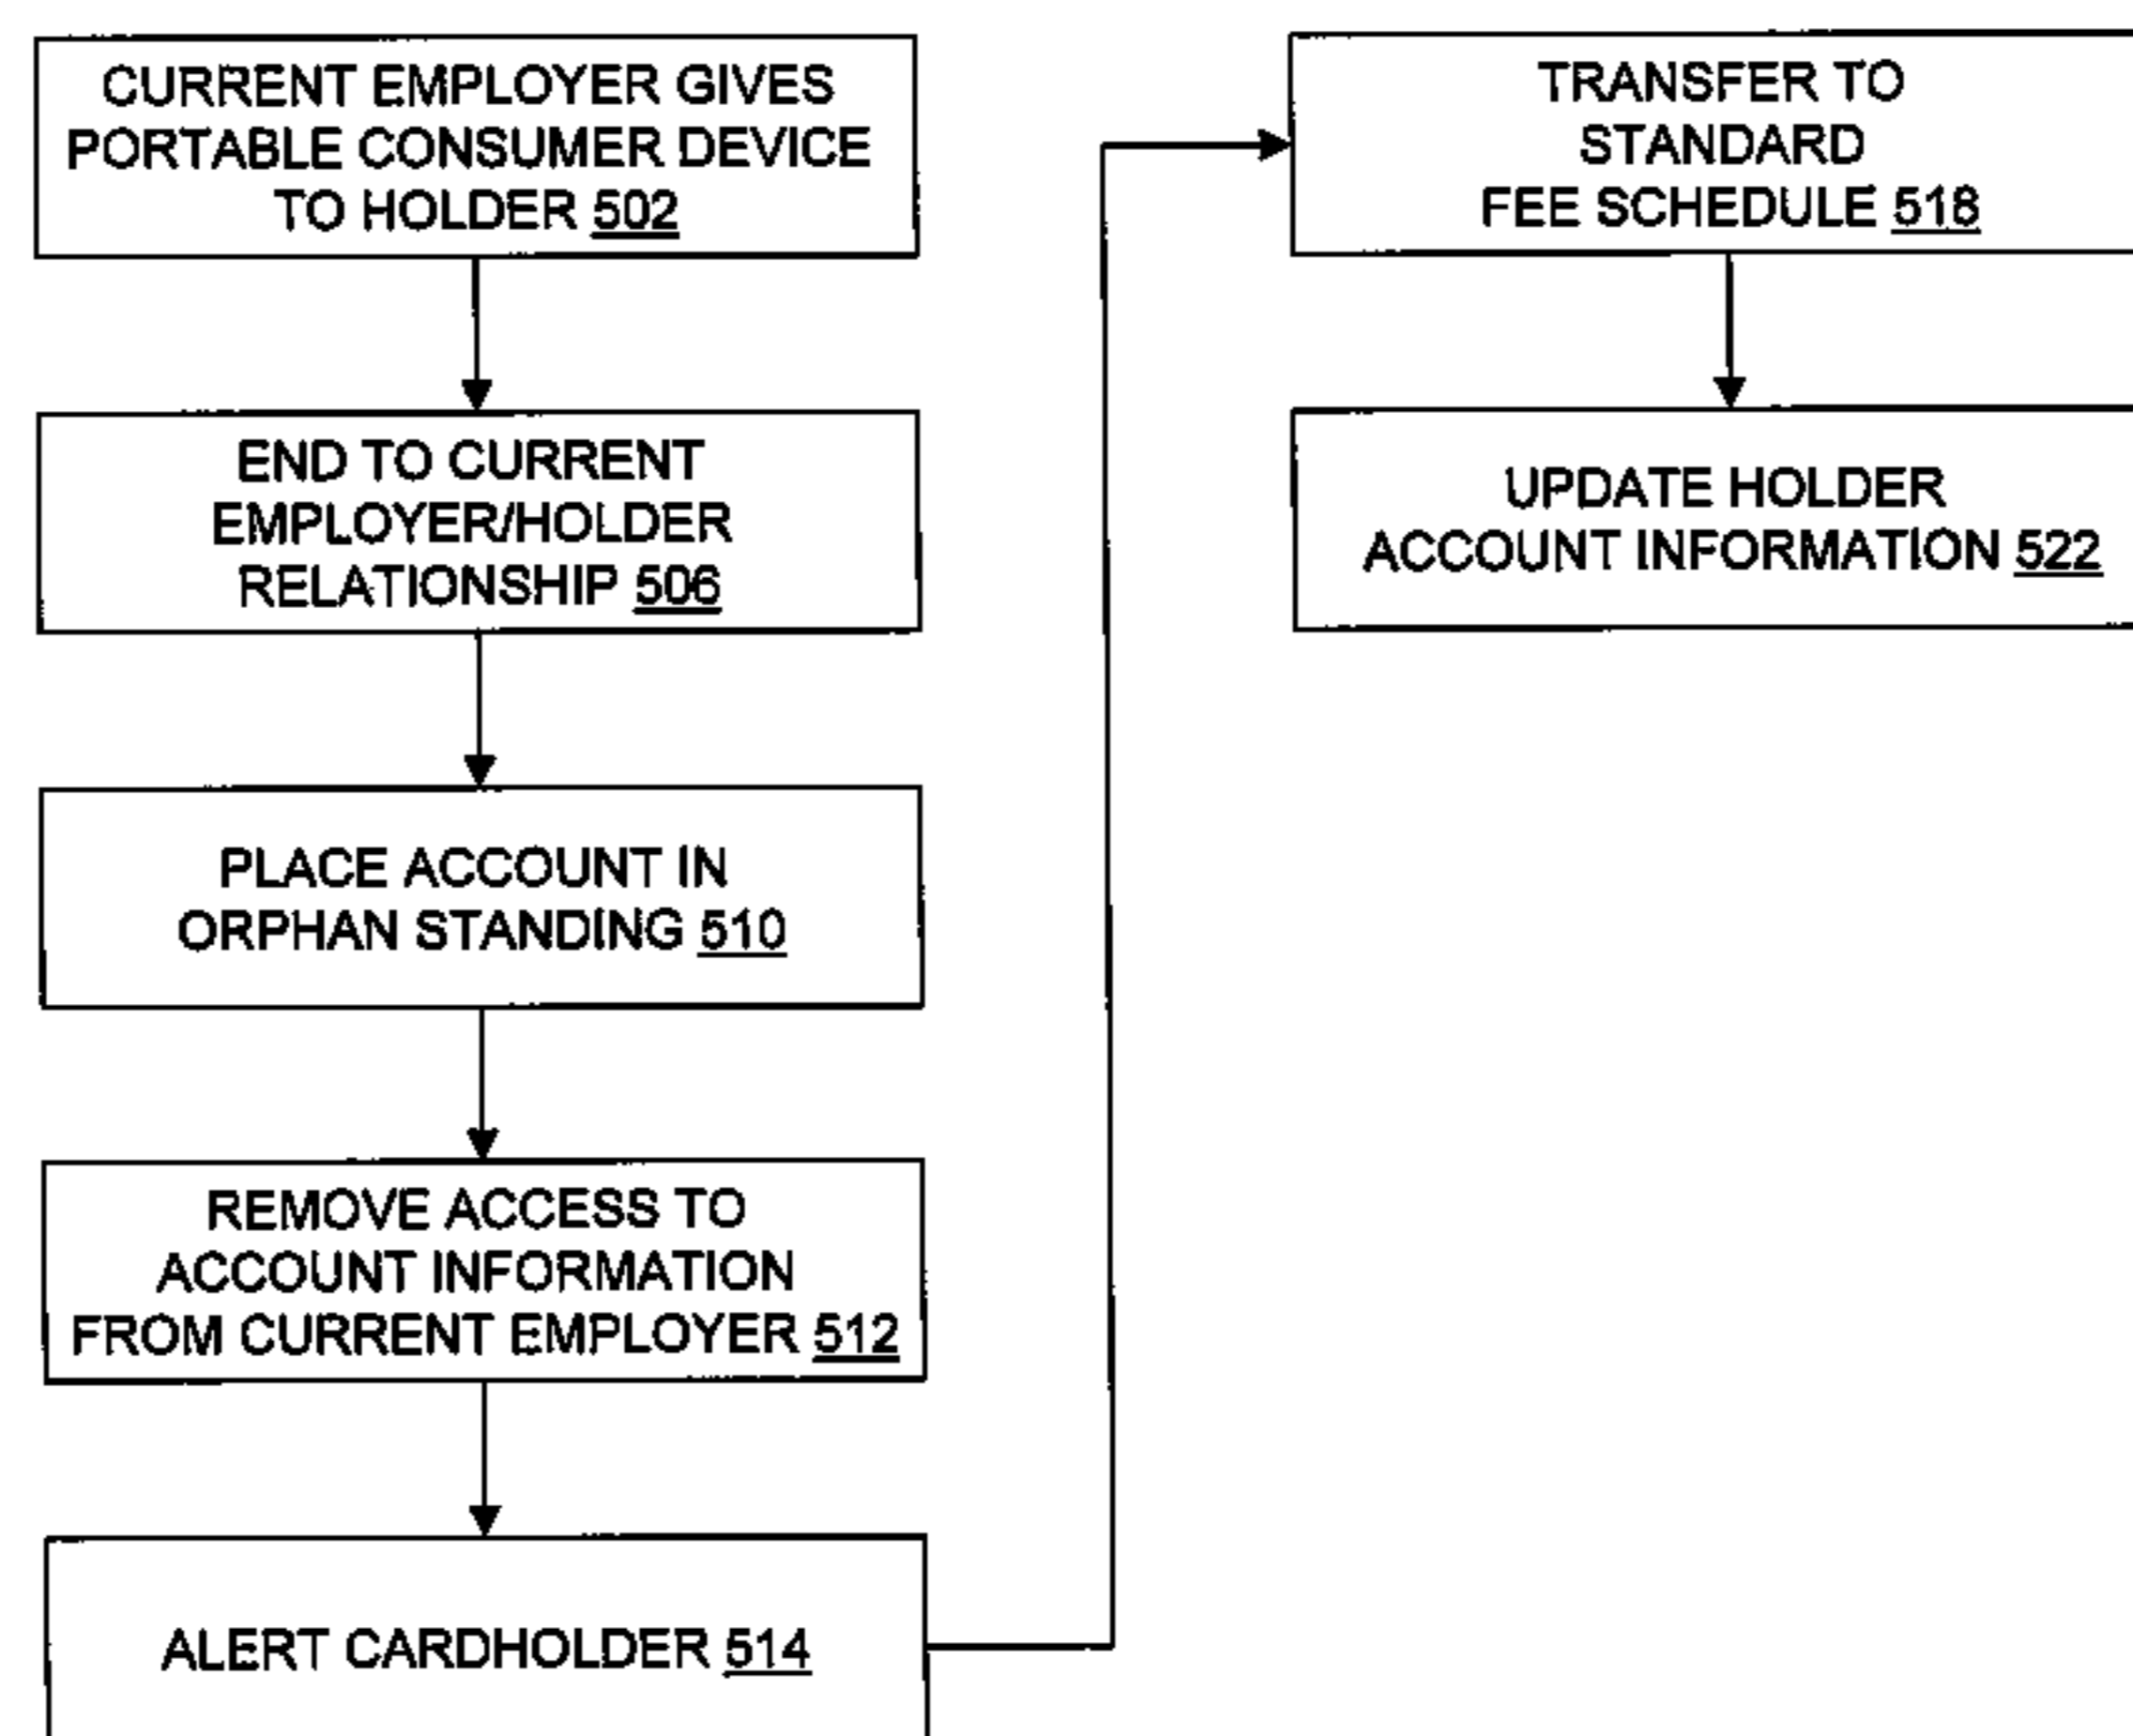 CURRENT EMPLOYER GIVES
PORTABLE CONSUMER DEVICE
TO HOLDER 502
END TO CURRENT
EMPLOYER/HOLDER
RELATIONSHIP 506
PLACE ACCOUNT IN
ORPHAN STANDING 510
REMOVE ACCESS TO
ACCOUNT INFORMATION
FROM CURRENT EMPLOYER 512
ALERT CARDHOLDER 514
TRANSFER TO
STANDARD
FEE SCHEDULE 518
UPDATE HOLDER
ACCOUNT INFORMATION 522